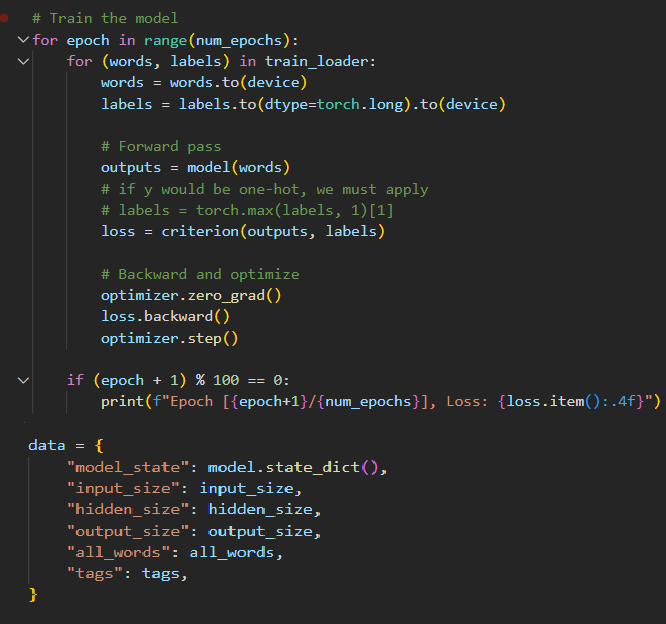 # Train the model
for epoch in range(num_epochs):
    for (words, labels) in train_loader:
        words = words.to(device)
        labels = labels.to(dtype=torch.long).to(device)

        # Forward pass
        outputs = model(words)
        # if y would be one-hot, we must apply
        # labels = torch.max(labels, 1)[1]
        loss = criterion(outputs, labels)

        # Backward and optimize
        optimizer.zero_grad()
        loss.backward()
        optimizer.step()

    if (epoch + 1) % 100 == 0:
        print(f"Epoch [{epoch+1}/{num_epochs}], Loss: {loss.item():.4f}")

data = {
    "model_state": model.state_dict(),
    "input_size": input_size,
    "hidden_size": hidden_size,
    "output_size": output_size,
    "all_words": all_words,
    "tags": tags,
}